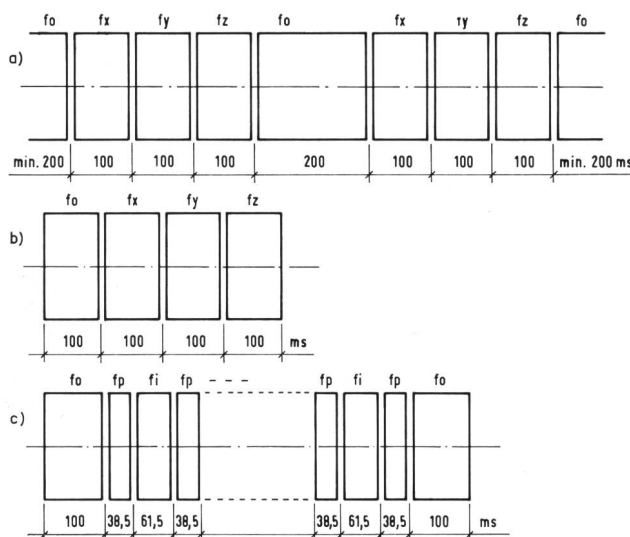 fo fx fy fz fo fx ty fz fo
a)
min. 200 100 100 100 200 100 100 100 min. 200 ms
fo fx fy fz
b)
100 100 100 100 ms
fo fp fi fp - - - fp fi fp fo
c)
100 38,5 61,5 38,5 38,5 61,5 38,5 100 ms